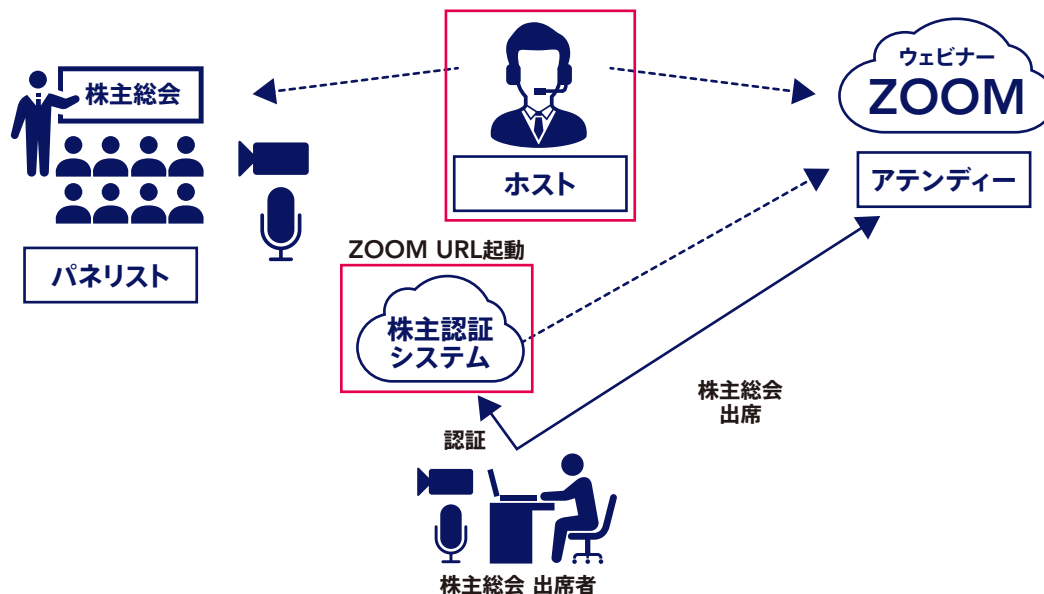 株主総会
ウェビナー
ZOOM
ホスト
アテンディー
パネリスト
ZOOM URL起動
株主認証
システム
株主総会
出席
認証
株主総会 出席者